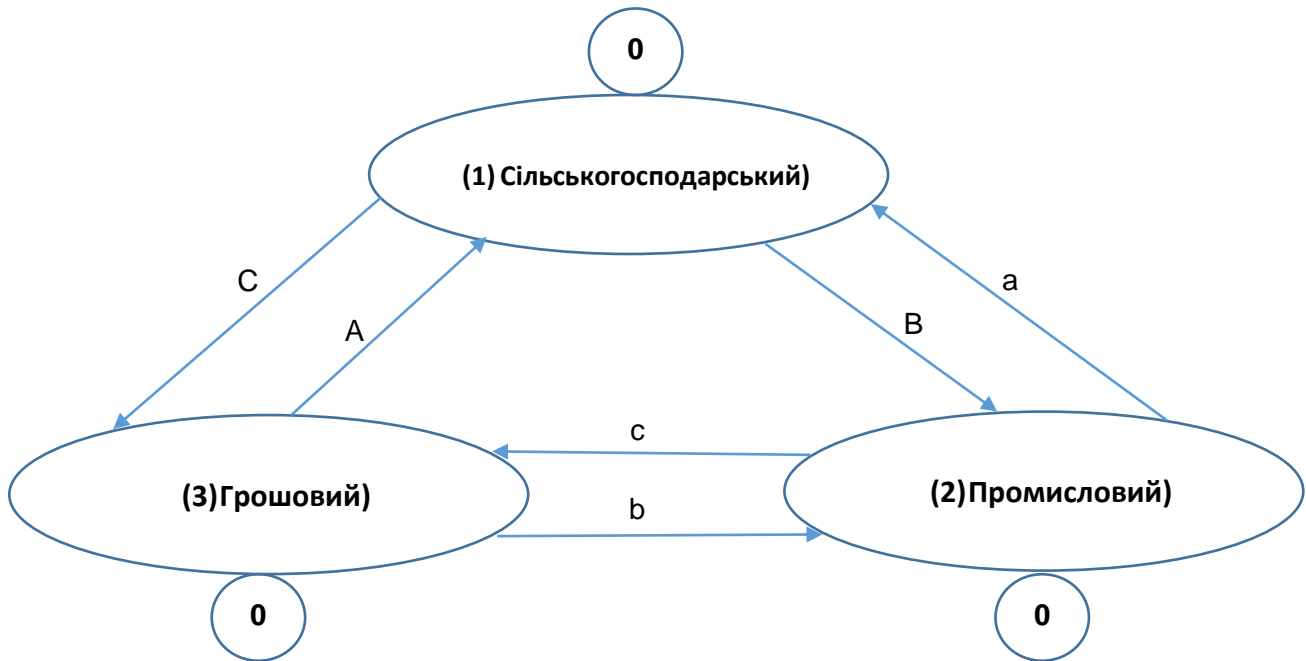 0
(1) Сільськогосподарський)
C
A
B
a
c
b
(3)Грошовий)
(2)Промисловий)
0
0